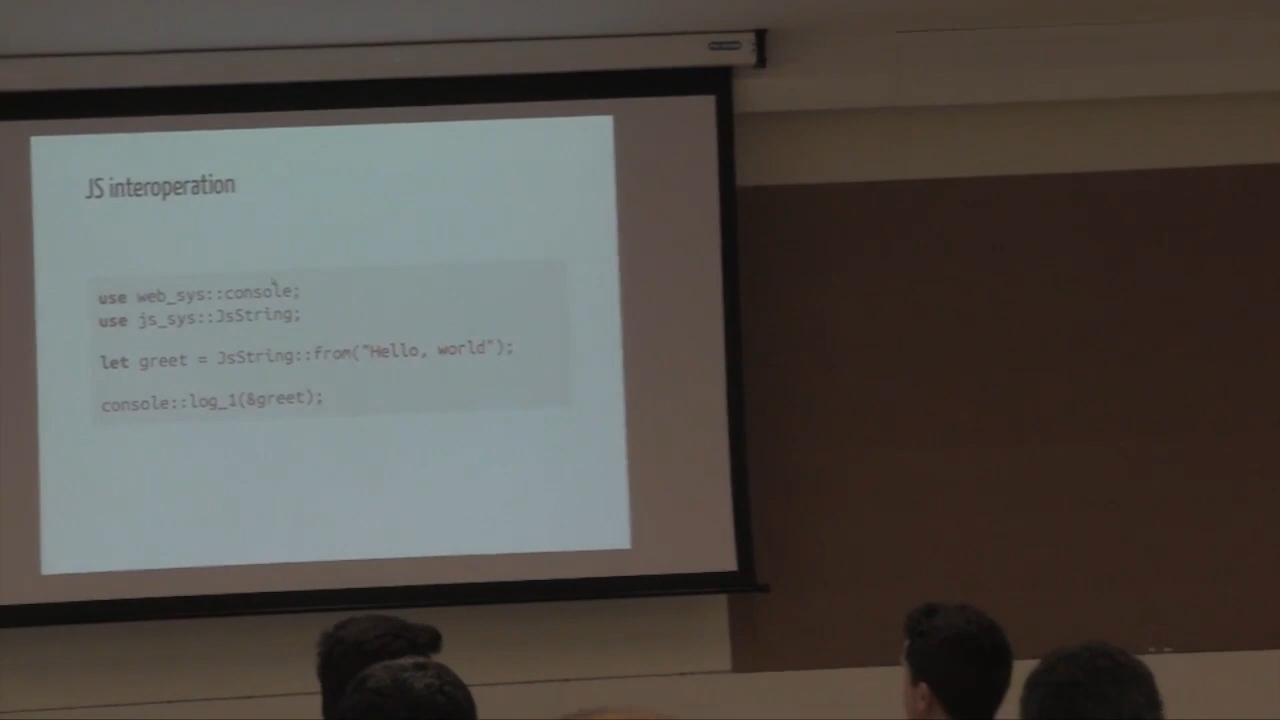 JS interoperation
use web_sys::console;
use js_sys::JsString;
let greet = JsString::from("Hello, world");
console::log_1(&greet);